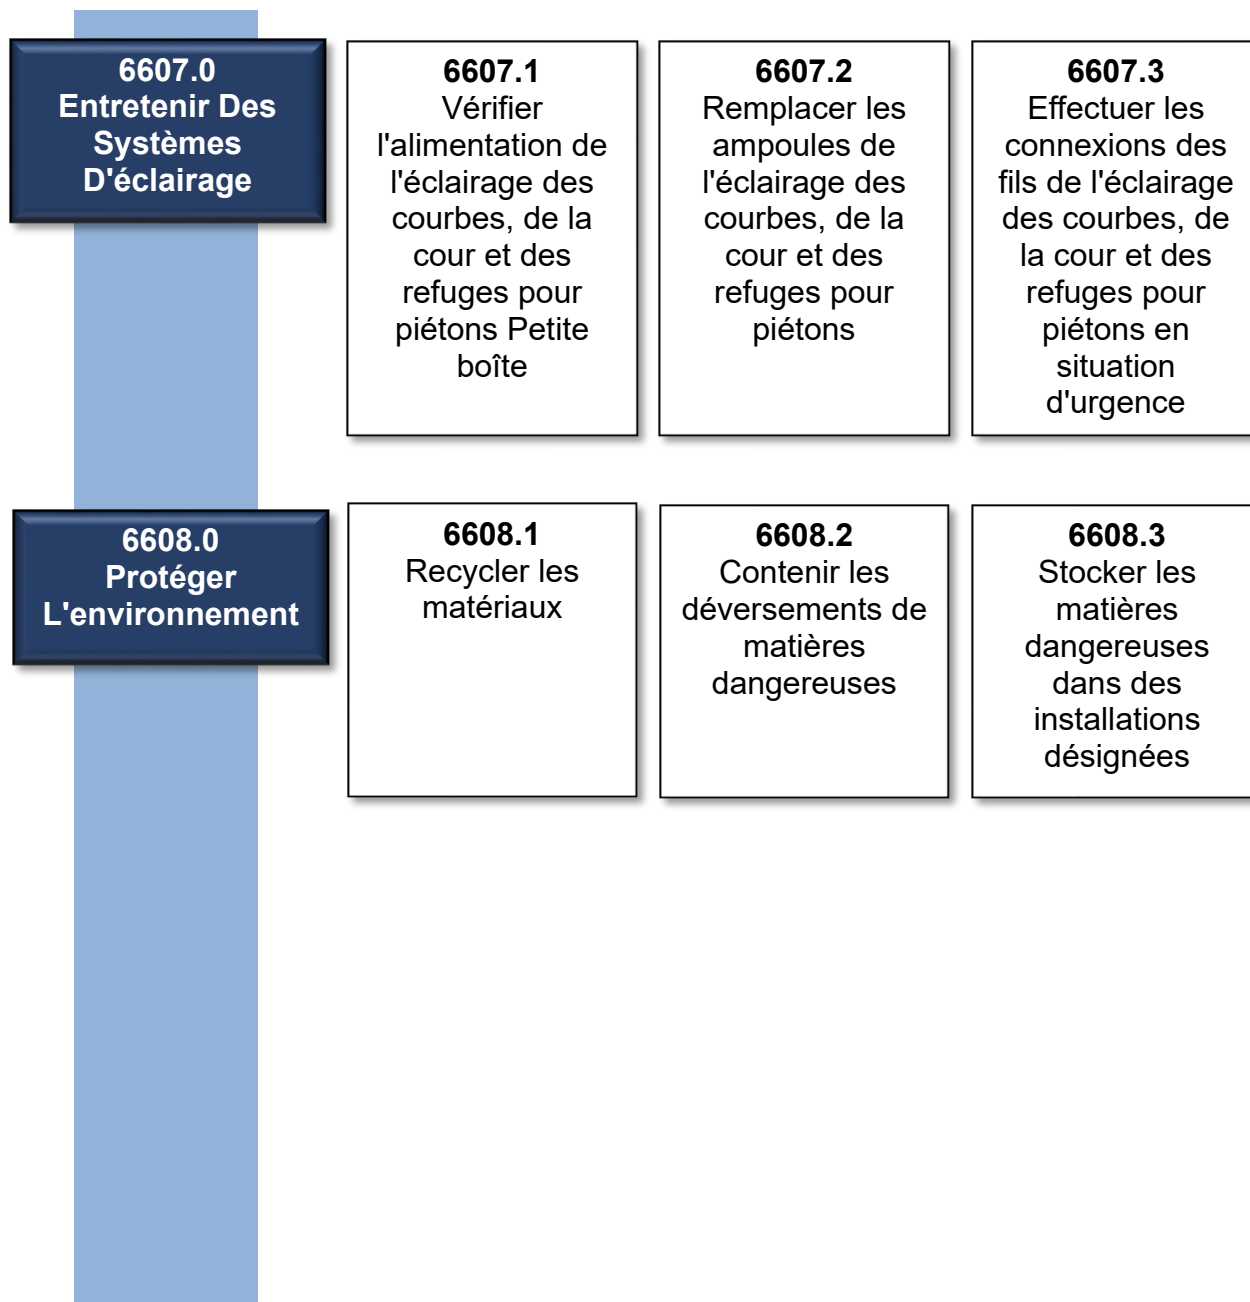 6607.0
Entretenir Des
Systèmes
D'éclairage
6607.1
Vérifier
l'alimentation de
l'éclairage des
courbes, de la
cour et des
refuges pour
piétons Petite
boîte
6607.2
Remplacer les
ampoules de
l'éclairage des
courbes, de la
cour et des
refuges pour
piétons
6607.3
Effectuer les
connexions des
fils de l'éclairage
des courbes, de
la cour et des
refuges pour
piétons en
situation
d'urgence
6608.0
Protéger
L'environnement
6608.1
Recycler les
matériaux
6608.2
Contenir les
déversements de
matières
dangereuses
6608.3
Stocker les
matières
dangereuses
dans des
installations
désignées